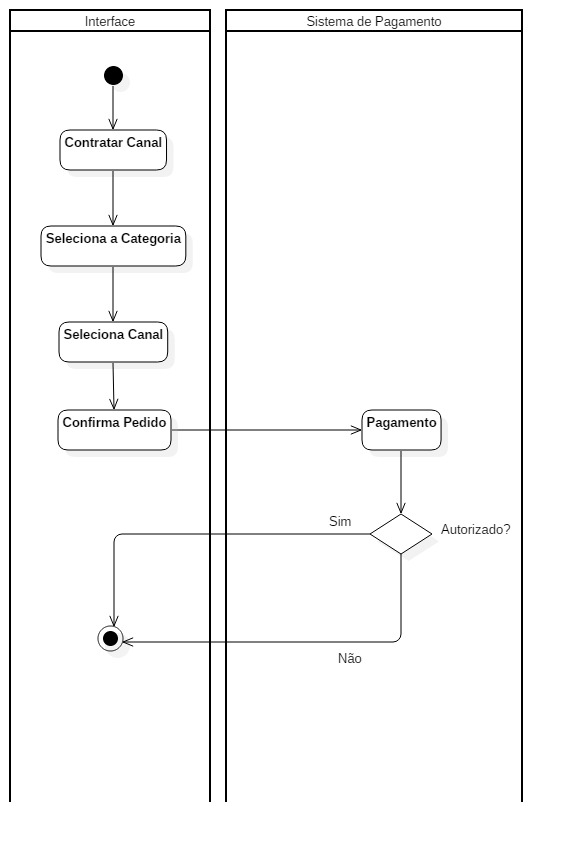 Interface
Sistema de Pagamento
Contratar Canal
Seleciona a Categoria
Seleciona Canal
Confirma Pedido
Pagamento
Sim
Autorizado?
Não